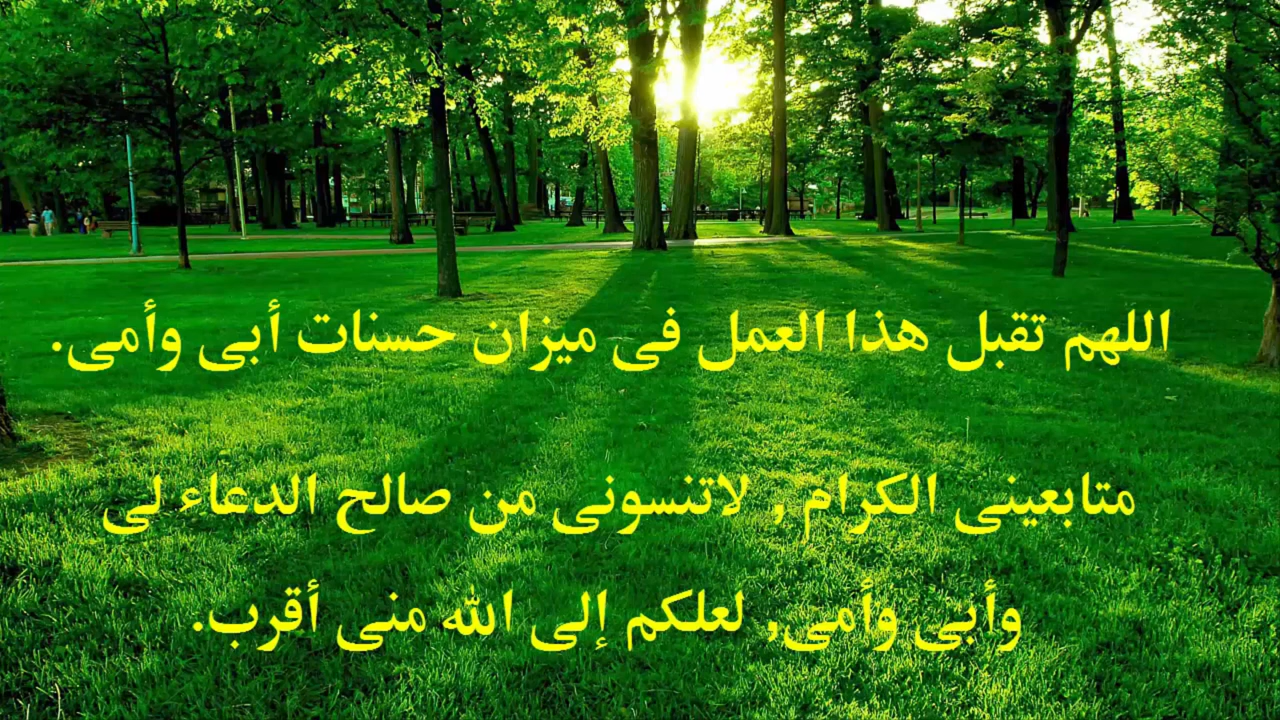 اللهم تقبل هذا العمل فى ميزان حسنات أبى وأمى.
متابعينى الكرام , لاتنسونى من صالح الدعاء لى
وأبى وأمى, لعلكم إلى الله منى أقرب.